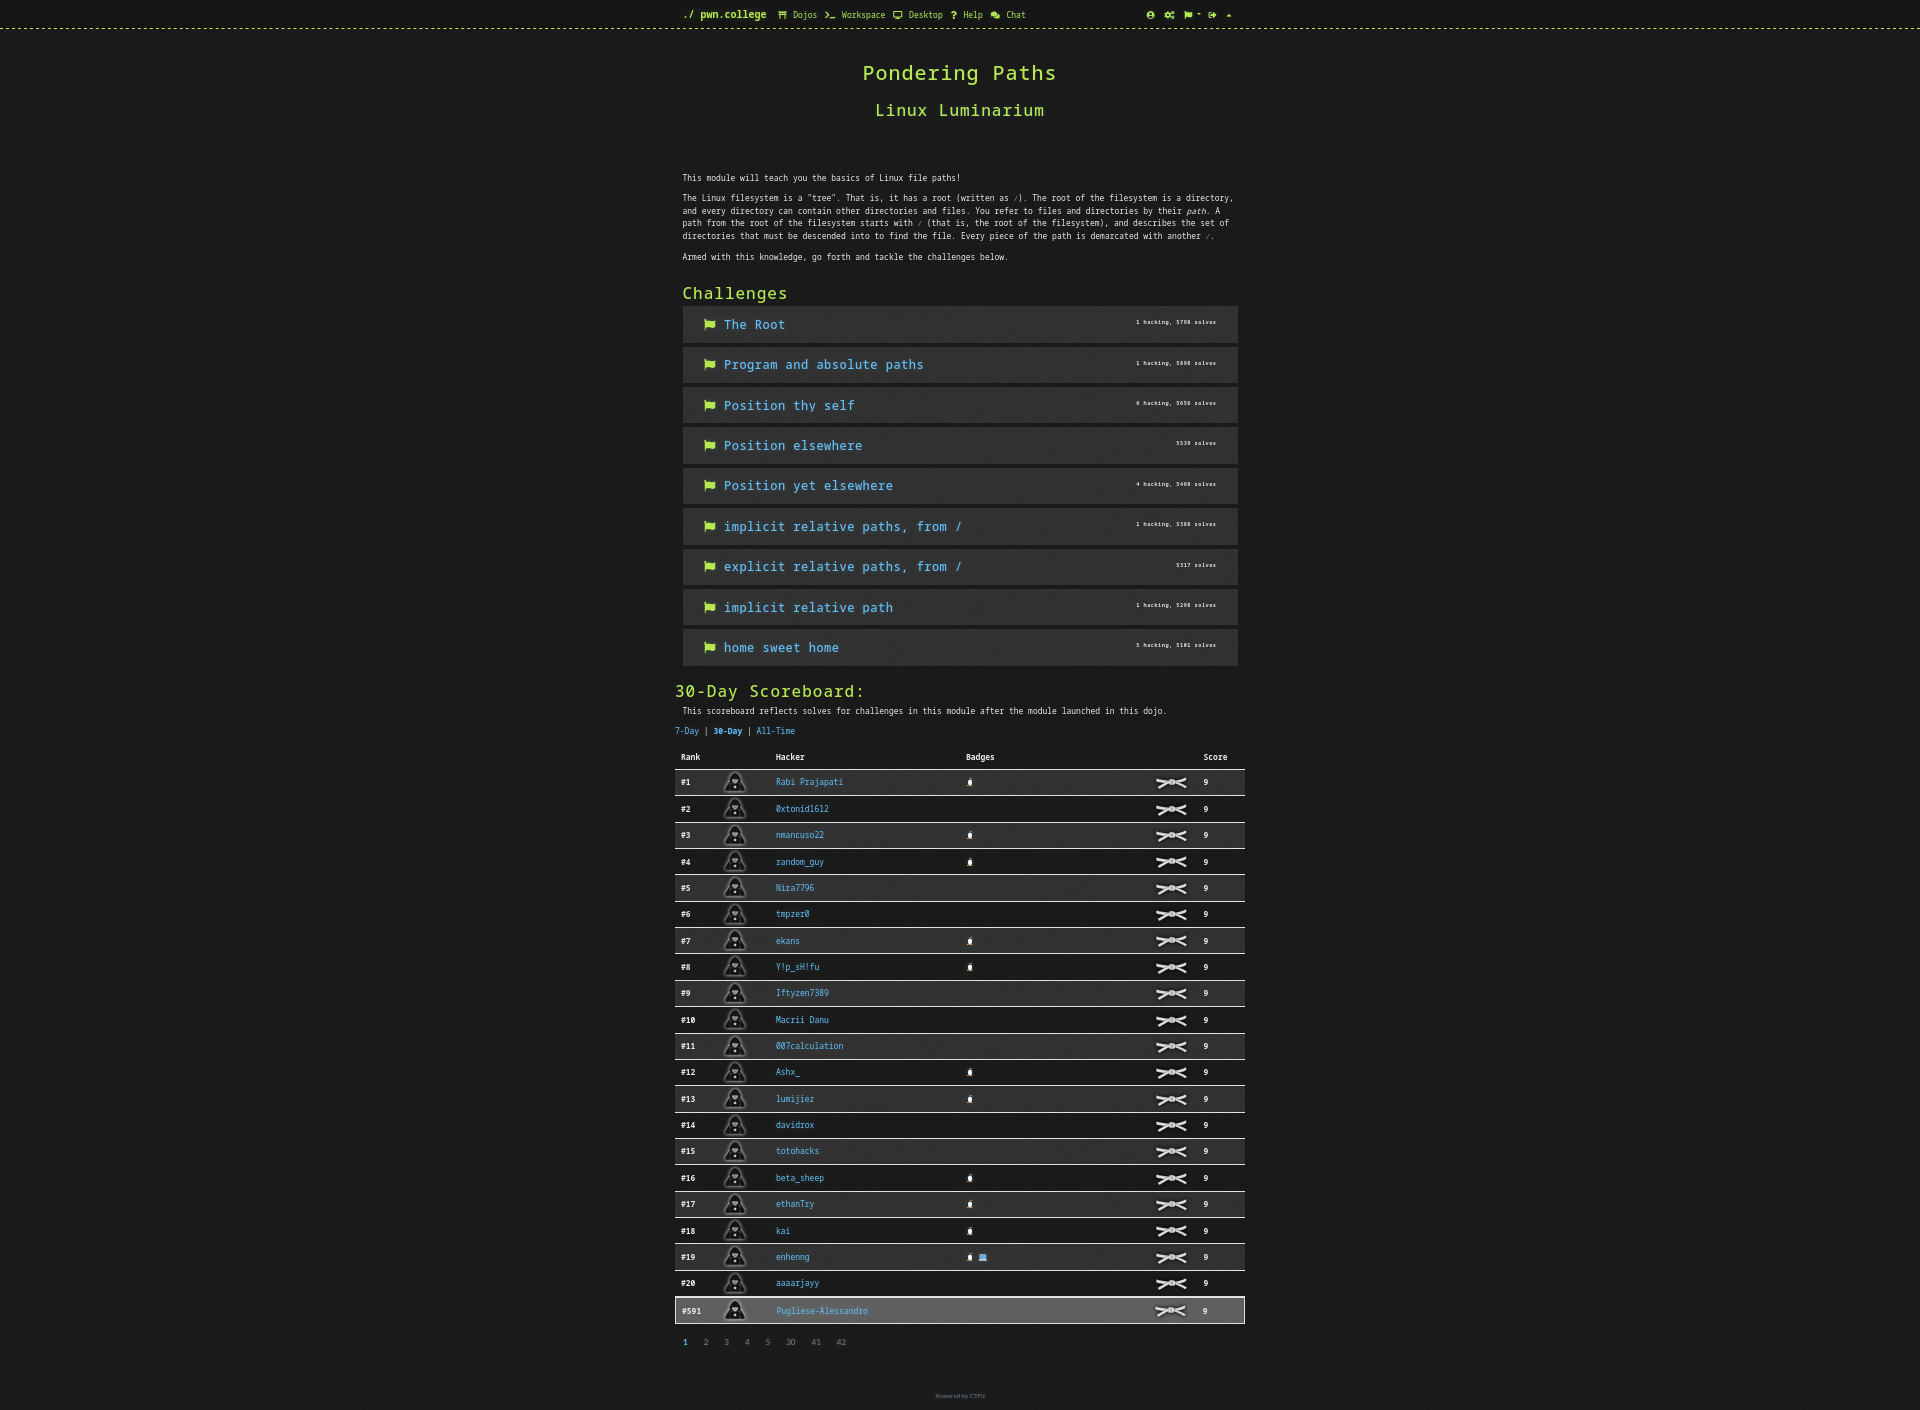 ./ pwn.college Dojos Workspace Desktop Help Chat
Pondering Paths
Linux Luminarium
This module will teach you the basics of Linux file paths!
The Linux filesystem is a "tree". That is, it has a root (written as /). The root of the filesystem is a directory,
and every directory can contain other directories and files. You refer to files and directories by their path. A
path from the root of the filesystem starts with / (that is, the root of the filesystem), and describes the set of
directories that must be descended into to find the file. Every piece of the path is demarcated with another /.
Armed with this knowledge, go forth and tackle the challenges below.
Challenges
The Root 1 hacking, 5798 solves
Program and absolute paths 1 hacking, 5890 solves
Position thy self 6 hacking, 5656 solves
Position elsewhere 5539 solves
Position yet elsewhere 4 hacking, 5469 solves
implicit relative paths, from / 1 hacking, 5388 solves
explicit relative paths, from / 5317 solves
implicit relative path 1 hacking, 5298 solves
home sweet home 5 hacking, 5101 solves
30-Day Scoreboard:
This scoreboard reflects solves for challenges in this module after the module launched in this dojo.
7-Day | 30-Day | All-Time
Rank Hacker Badges Score
#1 Rabi Prajapati 9
#2 0xtonid1612 9
#3 nmancuso22 9
#4 random_guy 9
#5 Nira7796 9
#6 tmpzer0 9
#7 ekans 9
#8 Y!p_sH!fu 9
#9 Iftyzen7389 9
#10 Macrii Danu 9
#11 007calculation 9
#12 Ashx_ 9
#13 lumijiez 9
#14 davidrox 9
#15 totohacks 9
#16 beta_sheep 9
#17 ethanTry 9
#18 kai 9
#19 enhenng 9
#20 aaaarjayy 9
#591 Pugliese-Alessandro 9
1 2 3 4 5 30 41 42
Powered by CTFd